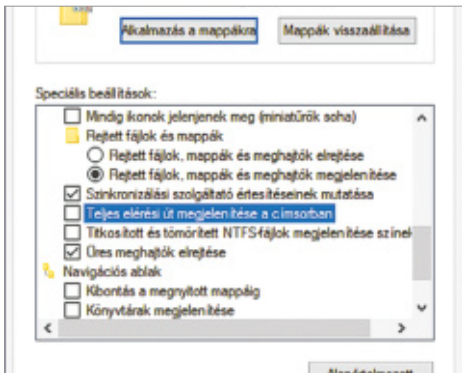 Alkalmazás a mappákra
Mappák visszaállítása
Speciális beállítások:
Mindig ikonok jelenjenek meg (miniatűrök soha)
Rejtett fájlok és mappák
Rejtett fájlok, mappák és meghajtók elrejtése
Rejtett fájlok, mappák és meghajtók megjelenítése
Szinkronizálási szolgáltató értesítéseinek mutatása
Teljes elérési út megjelenítése a címsorban
Titkosított és tömörített NTFS-fájlok megjelenítése színek
Üres meghajtók elrejtése
Navigációs ablak
Kibontás a megnyitott mappáig
Könyvtárak megjelenítése